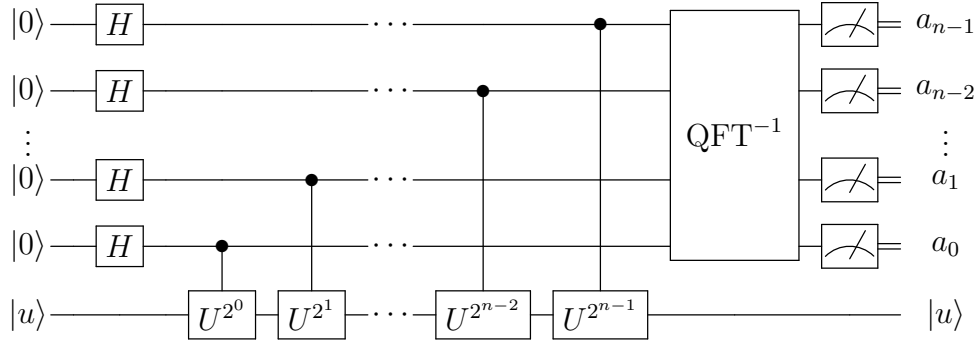 |0⟩ H ··· QFT⁻¹ a_{n−1}
|0⟩ H ··· a_{n−2}
⋮ ⋮
|0⟩ H ··· a_1
|0⟩ H ··· a_0
|u⟩ U^{2^0} U^{2^1} ··· U^{2^{n−2}} U^{2^{n−1}} |u⟩